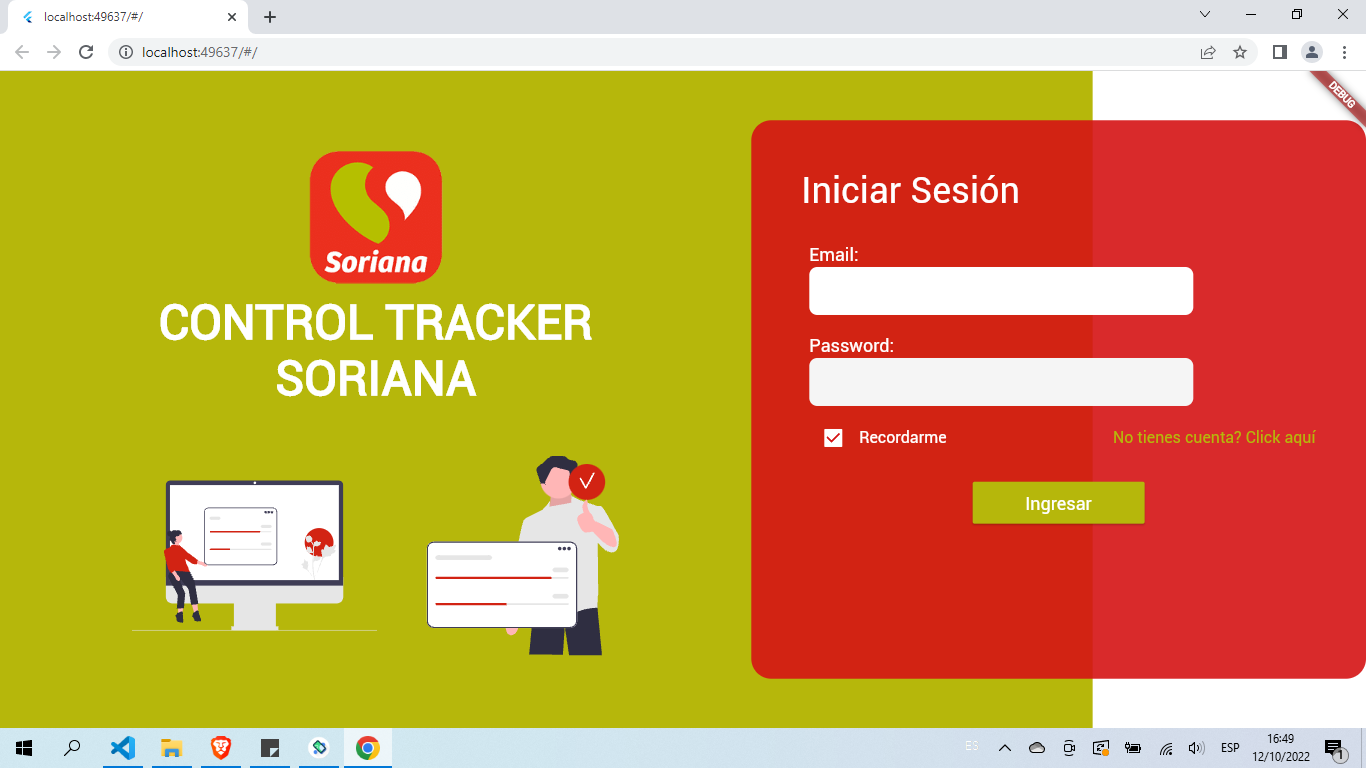 localhost:49637/#/
localhost:49637/#/
DEBUG
Soriana
CONTROL TRACKER
SORIANA
Iniciar Sesión
Email:
Password:
Recordarme
No tienes cuenta? Click aquí
Ingresar
ES
ESP
16:49
12/10/2022
1